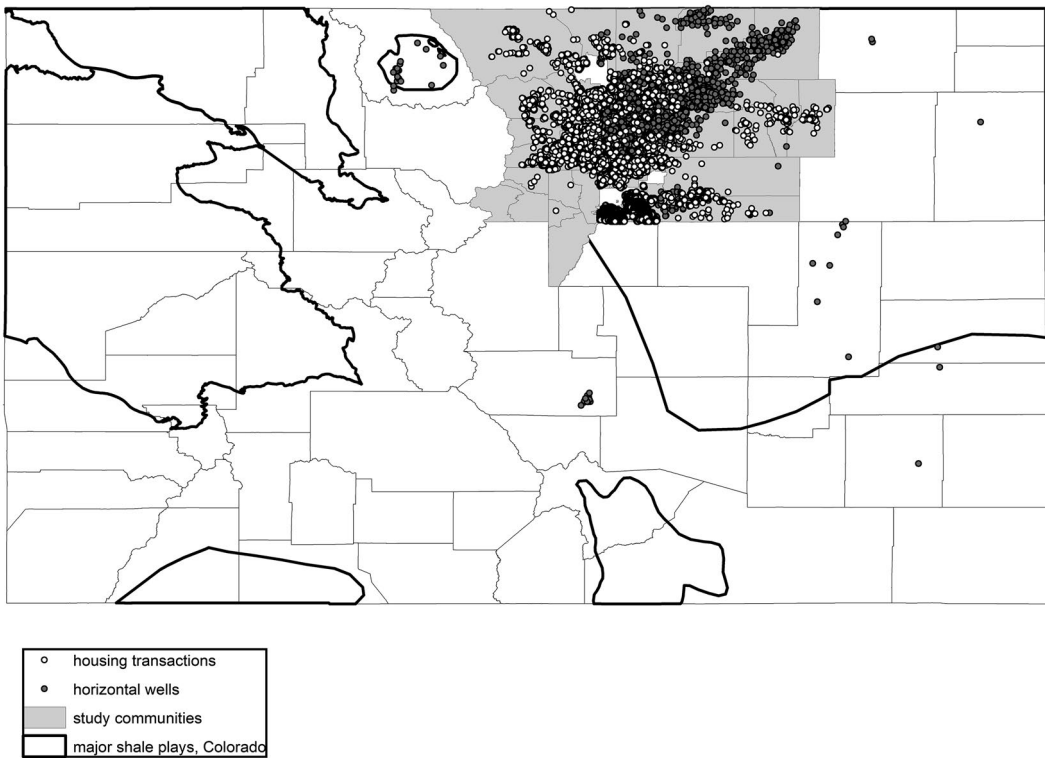 housing transactions
horizontal wells
study communities
major shale plays, Colorado